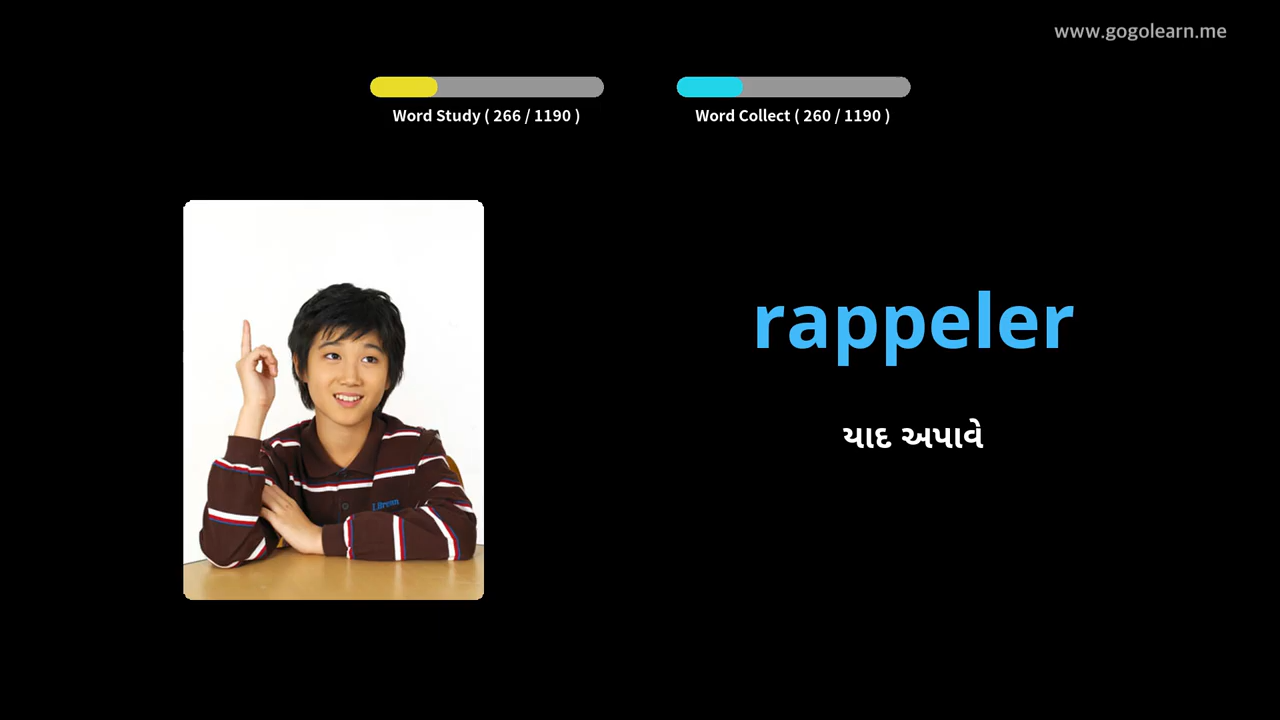 www.gogolearn.me
Word Study ( 266 / 1190 )
Word Collect ( 260 / 1190 )
rappeler
યાદ અપાવે